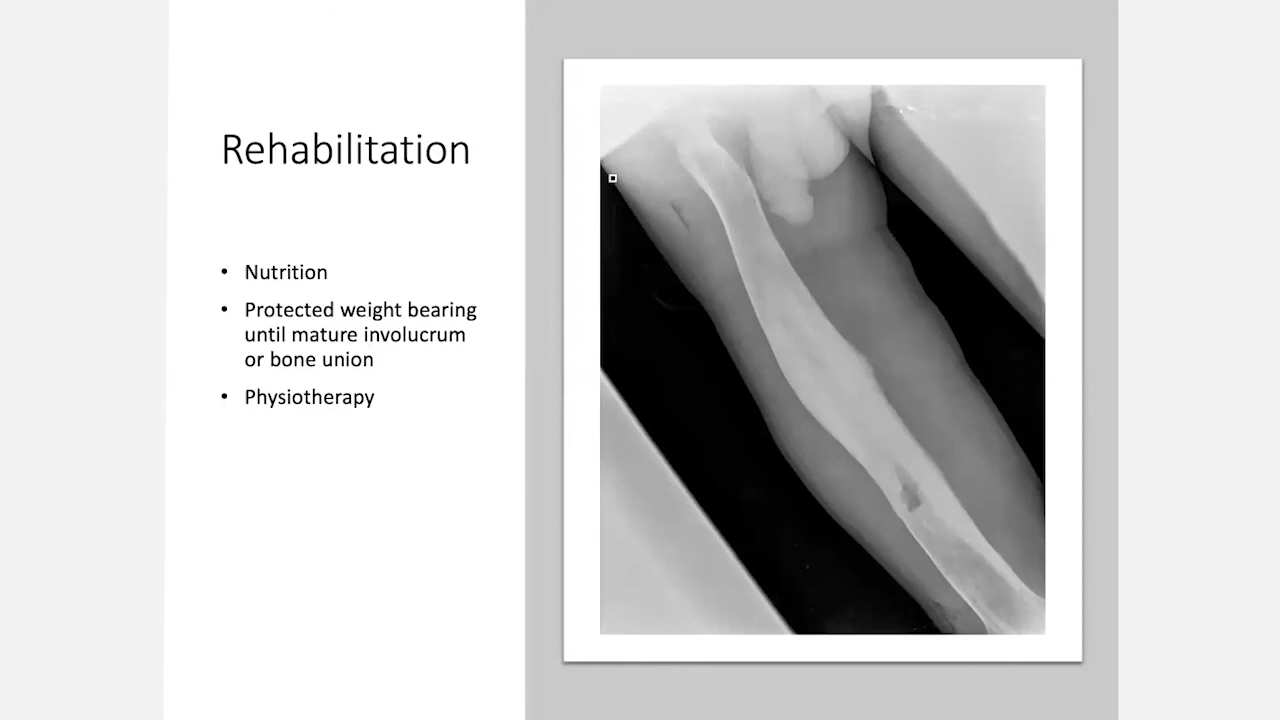 Rehabilitation
• Nutrition
• Protected weight bearing
until mature involucrum
or bone union
• Physiotherapy